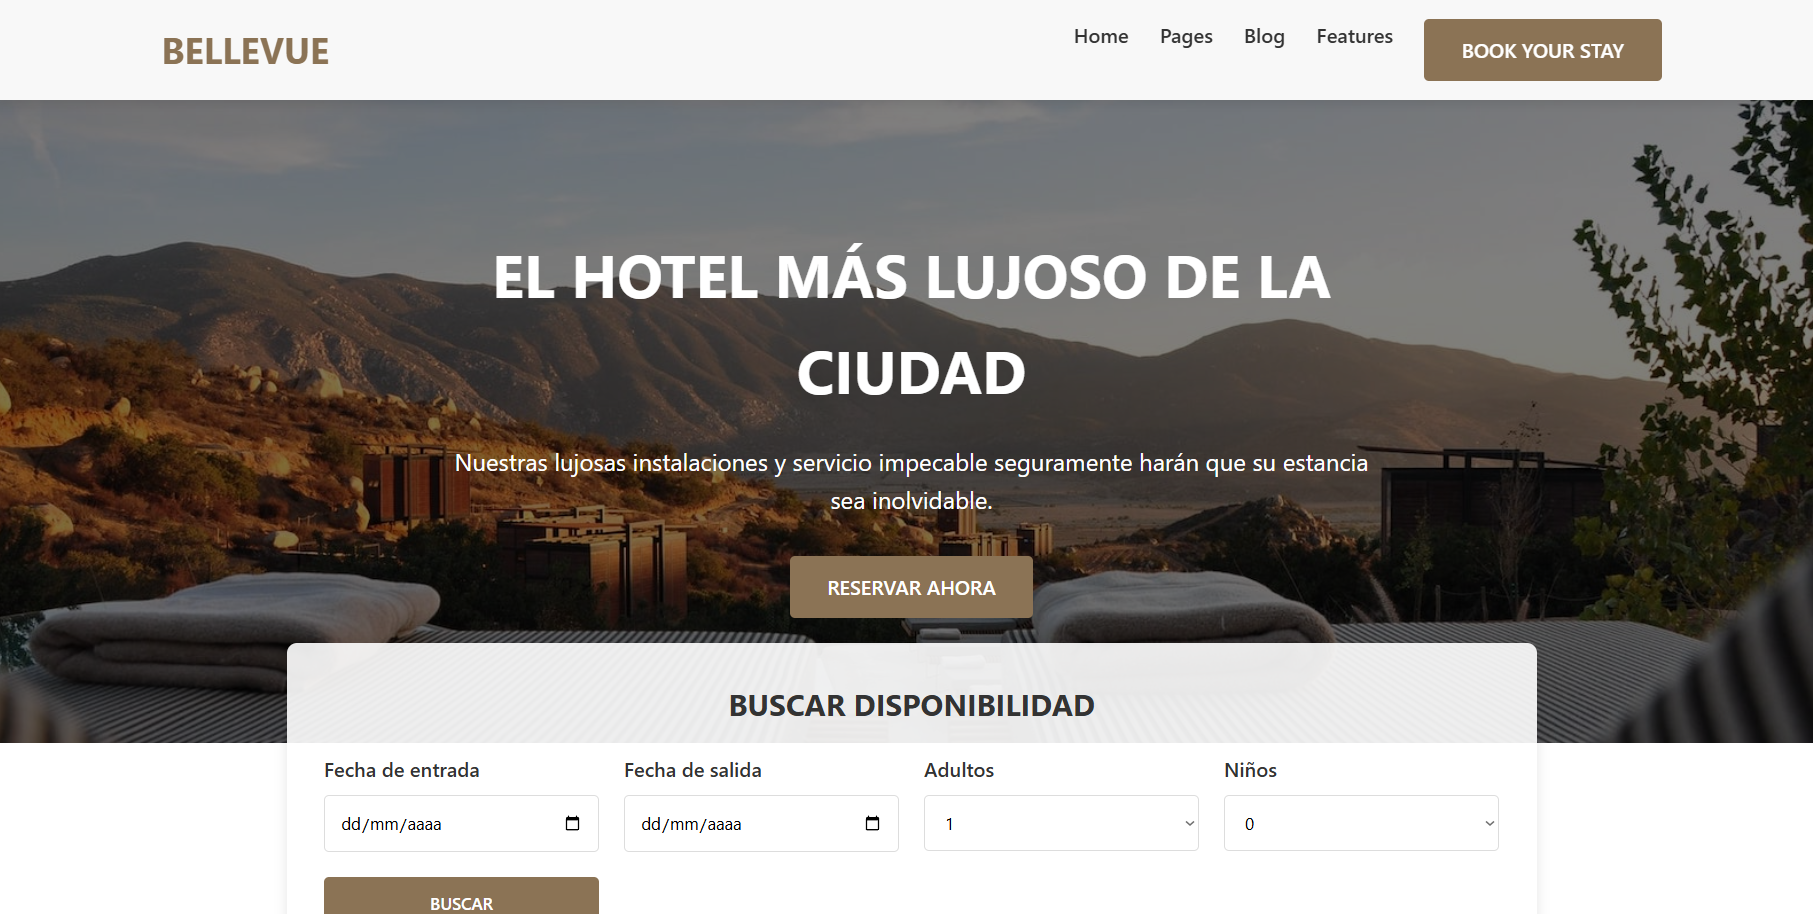 BELLEVUE
Home Pages Blog Features BOOK YOUR STAY
EL HOTEL MÁS LUJOSO DE LA
CIUDAD
Nuestras lujosas instalaciones y servicio impecable seguramente harán que su estancia
sea inolvidable.
RESERVAR AHORA
BUSCAR DISPONIBILIDAD
Fecha de entrada Fecha de salida Adultos Niños
dd/mm/aaaa dd/mm/aaaa 1 0
BUSCAR